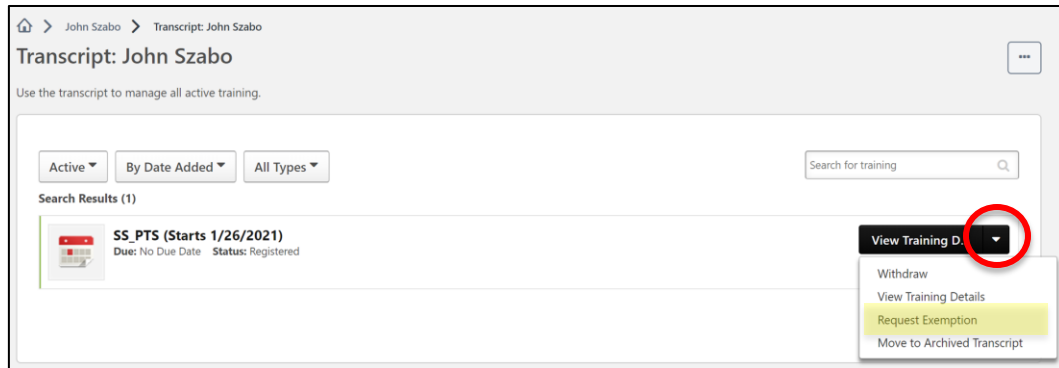 John Szabo > Transcript: John Szabo
Transcript: John Szabo
Use the transcript to manage all active training.
Active By Date Added All Types
Search for training
Search Results (1)
SS_PTS (Starts 1/26/2021)
Due: No Due Date Status: Registered
View Training D...
Withdraw
View Training Details
Request Exemption
Move to Archived Transcript